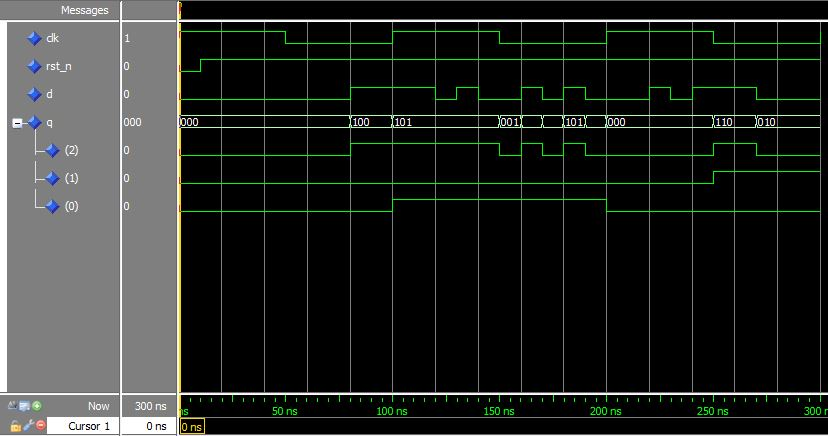 Messages
clk 1
rst_n 0
d 0
q 000 000 100 101 001 101 000 110 010
(2) 0
(1) 0
(0) 0
Now 300 ns ns 50 ns 100 ns 150 ns 200 ns 250 ns 300 ns
Cursor 1 0 ns 0 ns